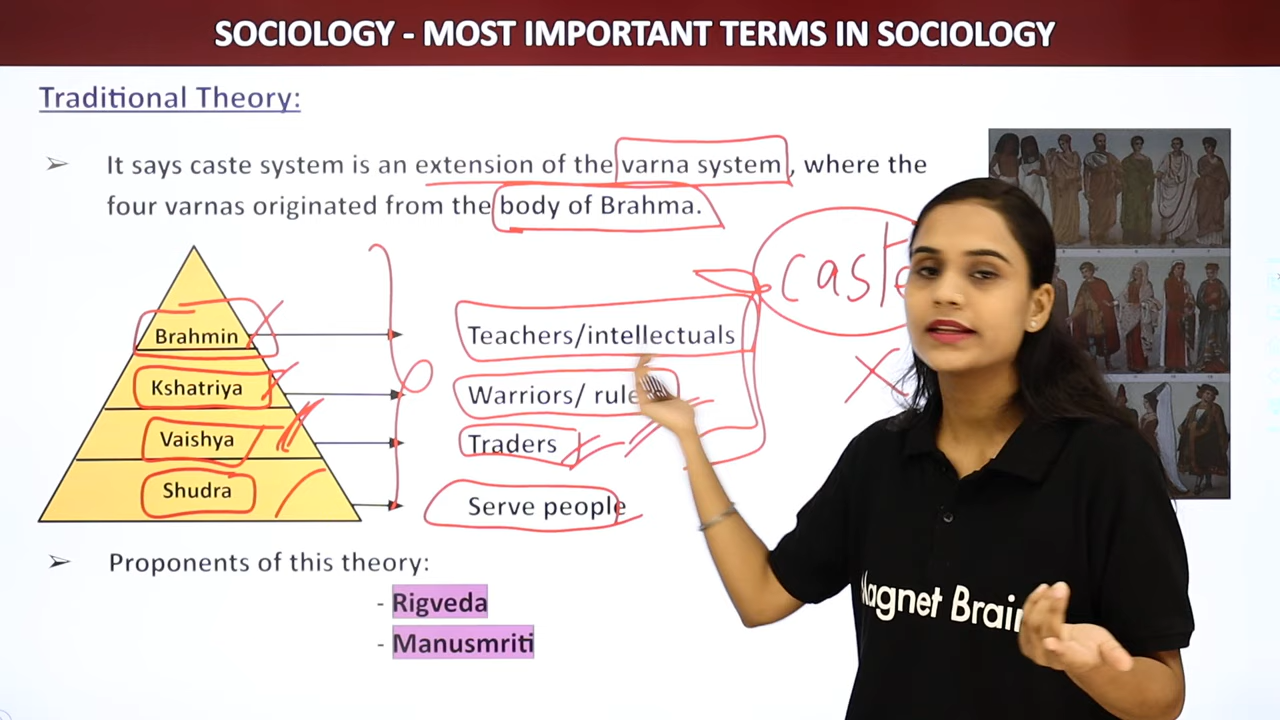 SOCIOLOGY - MOST IMPORTANT TERMS IN SOCIOLOGY
Traditional Theory:
➢ It says caste system is an extension of the varna system, where the
four varnas originated from the body of Brahma.
caste
Brahmin
Teachers/intellectuals
Kshatriya
Warriors/ rule
Vaishya
Traders
Shudra
Serve people
➢ Proponents of this theory:
- Rigveda
- Manusmriti
Magnet Brain